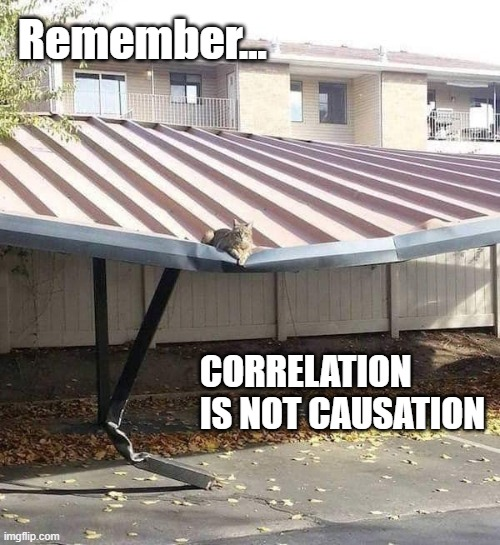 Remember...
CORRELATION
IS NOT CAUSATION
imgflip.com